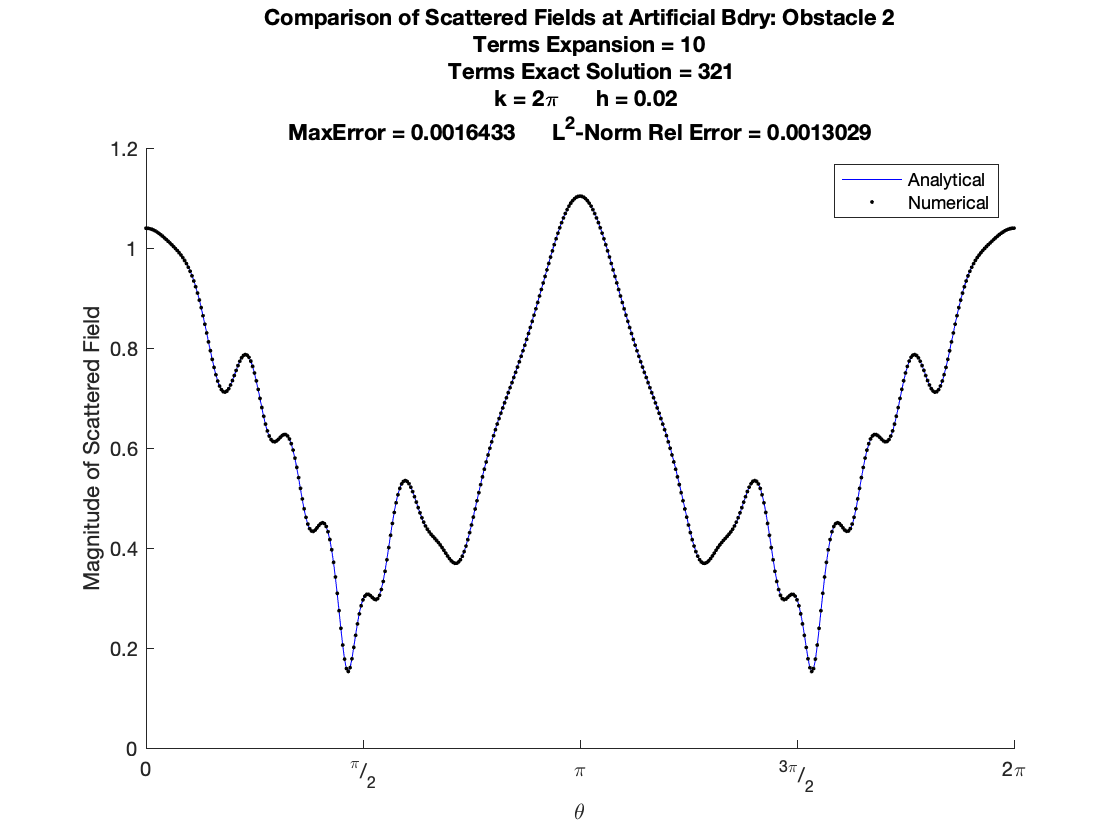 Comparison of Scattered Fields at Artificial Bdry: Obstacle 2
Terms Expansion = 10
Terms Exact Solution = 321
k = 2π h = 0.02
MaxError = 0.0016433 L²-Norm Rel Error = 0.0013029
Analytical
Numerical
Magnitude of Scattered Field
1.2
1
0.8
0.6
0.4
0.2
0
0 π/2 π 3π/2 2π
θ